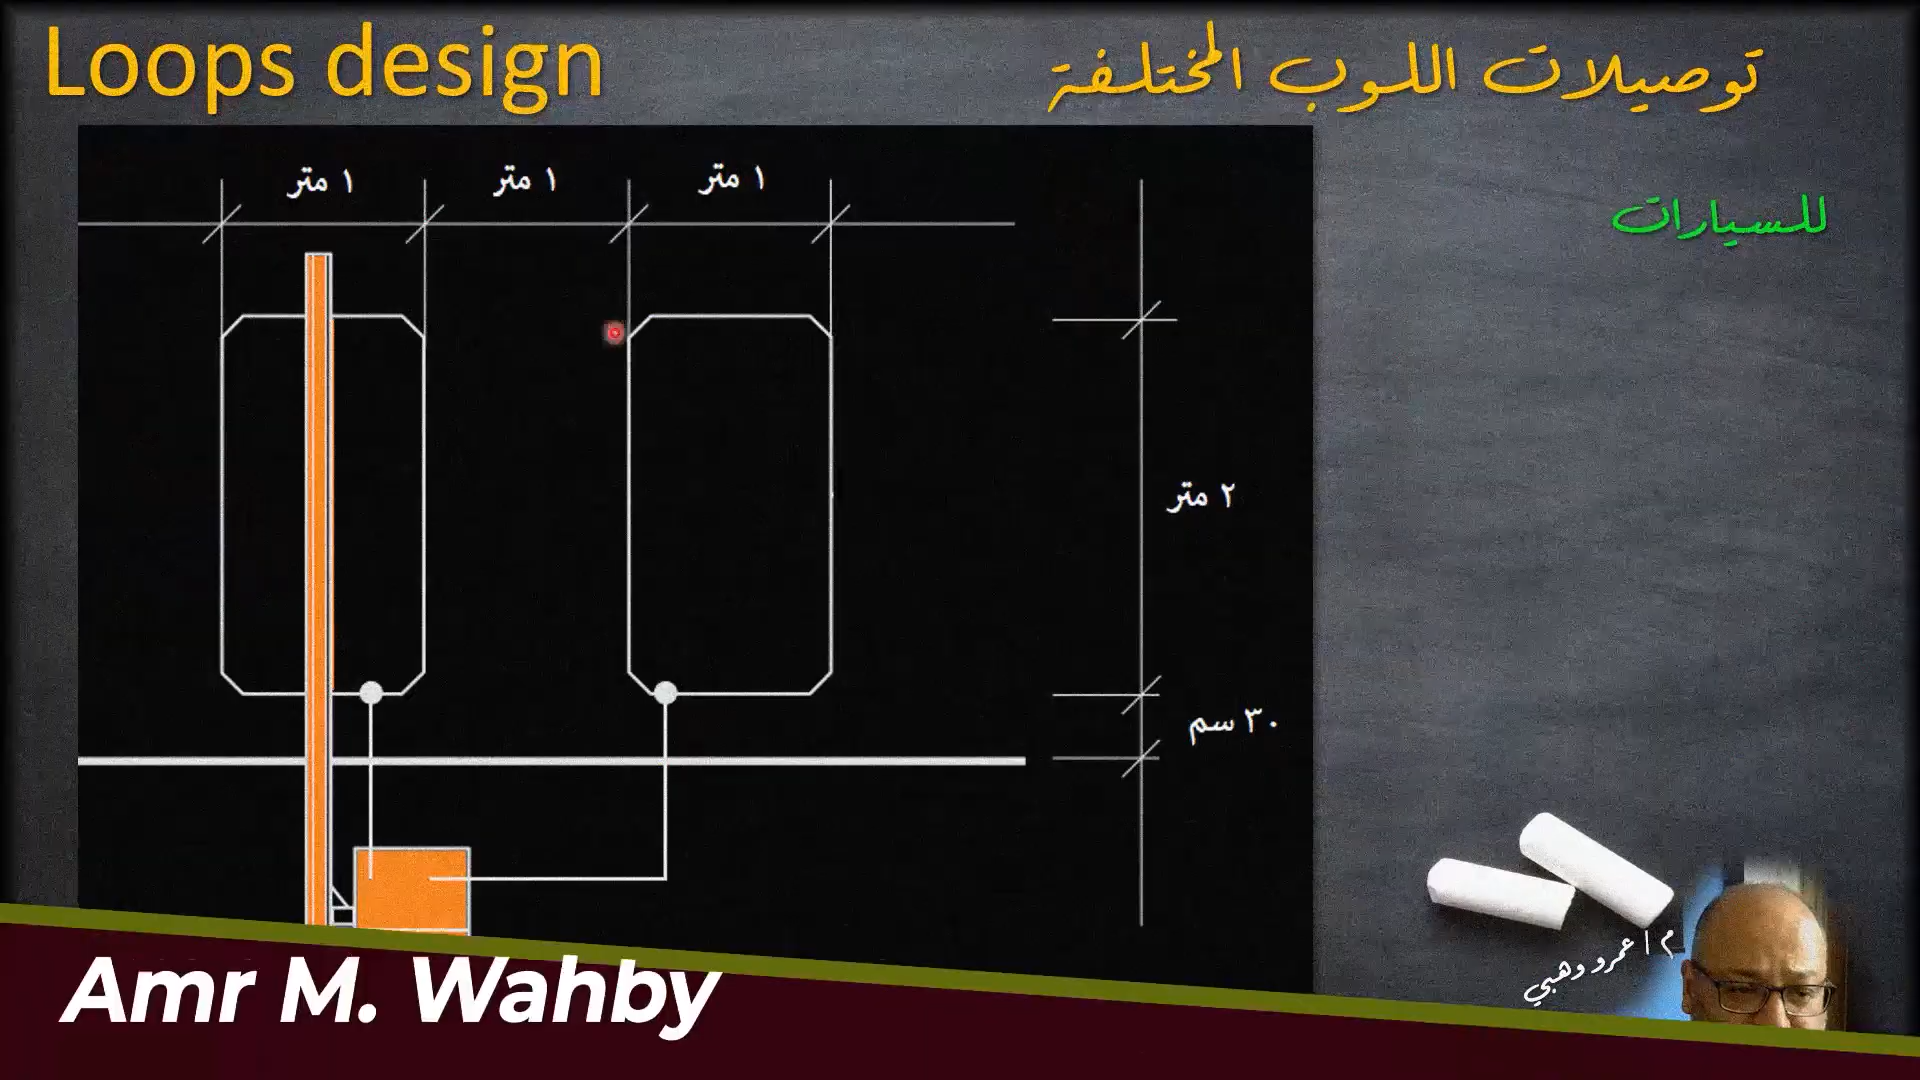 Loops design
توصيلات اللوب المختلفة
للسيارات
١ متر
١ متر
١ متر
٢ متر
٣٠ سم
م / عمرو وهبي
Amr M. Wahby